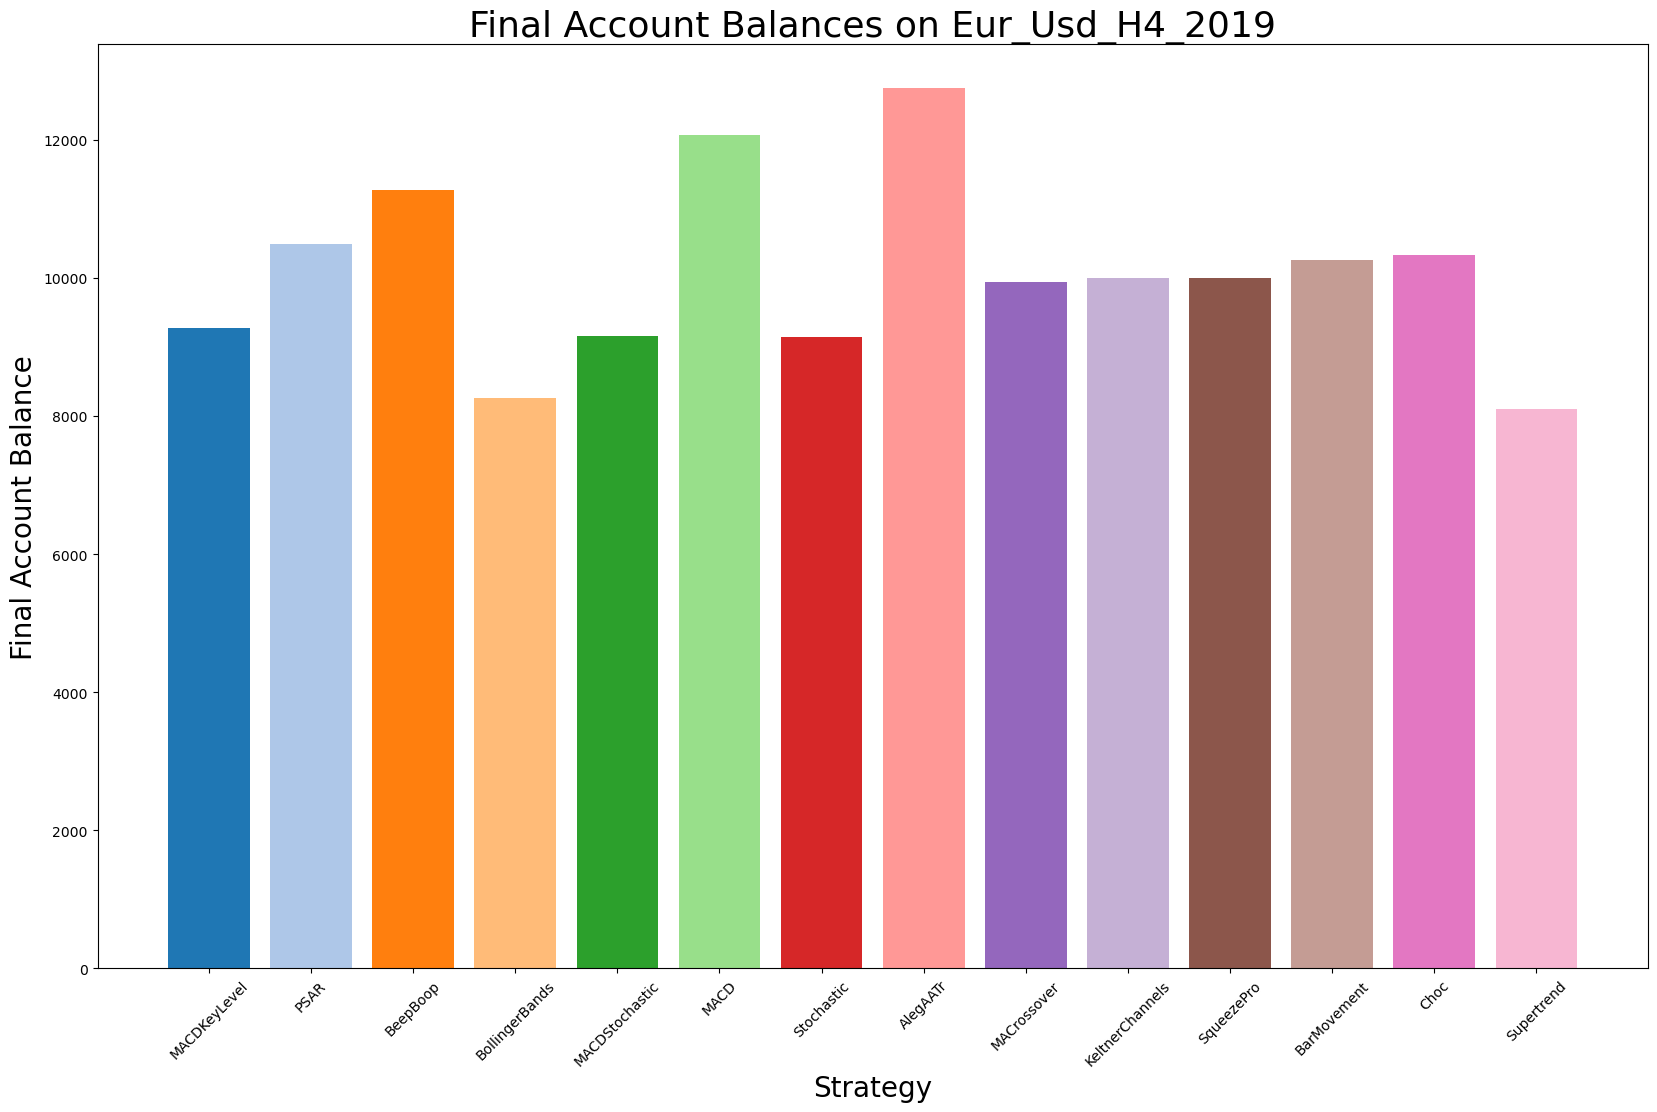 Final Account Balances on Eur_Usd_H4_2019
Final Account Balance
12000
10000
8000
6000
4000
2000
0
MACDKeyLevel
PSAR
BeepBoop
BollingerBands
MACDStochastic
MACD
Stochastic
AlegAATr
MACrossover
KeltnerChannels
SqueezePro
BarMovement
Choc
Supertrend
Strategy